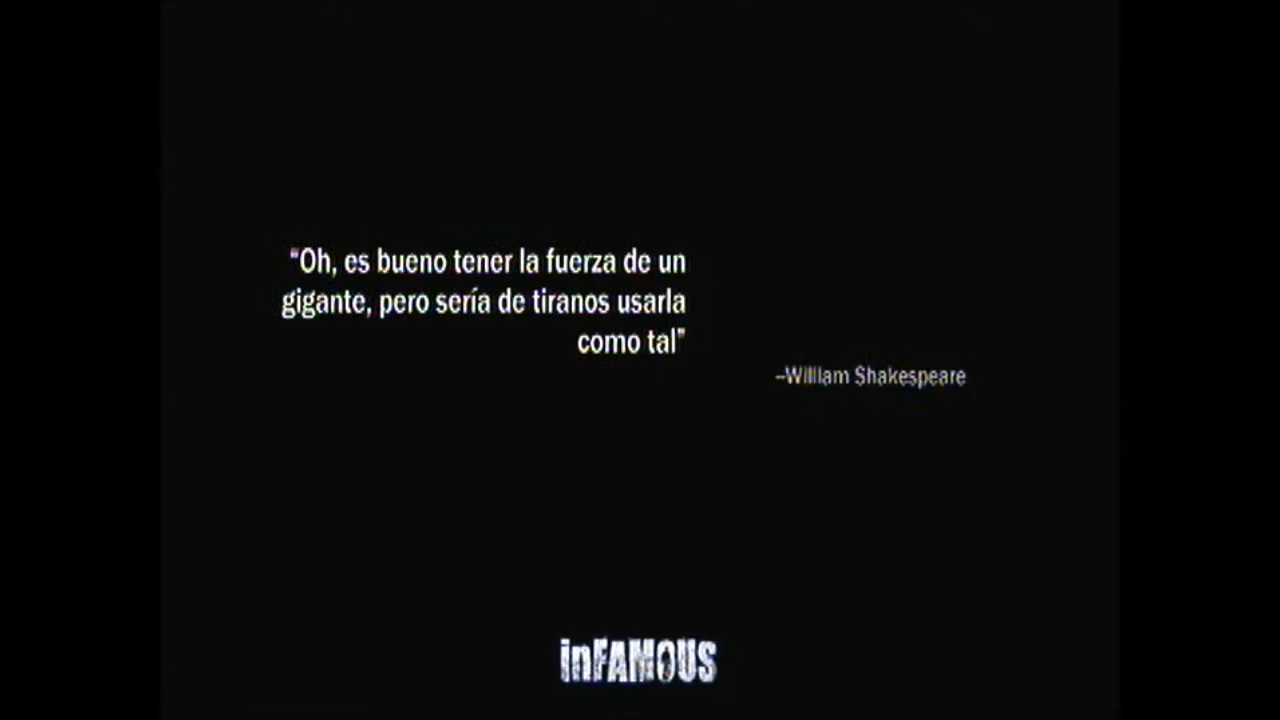 "Oh, es bueno tener la fuerza de un
gigante, pero sería de tiranos usarla
como tal"
–William Shakespeare
inFAMOUS